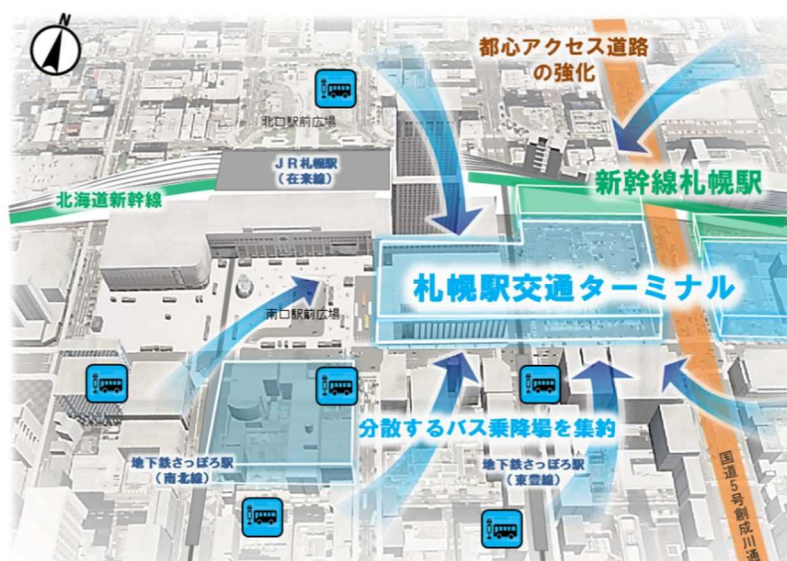 N
都心アクセス道路
の強化
北口駅前広場
JR札幌駅
（在来線）
北海道新幹線
新幹線札幌駅
札幌駅交通ターミナル
南口駅前広場
分散するバス乗降場を集約
地下鉄さっぽろ駅
（南北線）
地下鉄さっぽろ駅
（東豊線）
国道5号創成川通